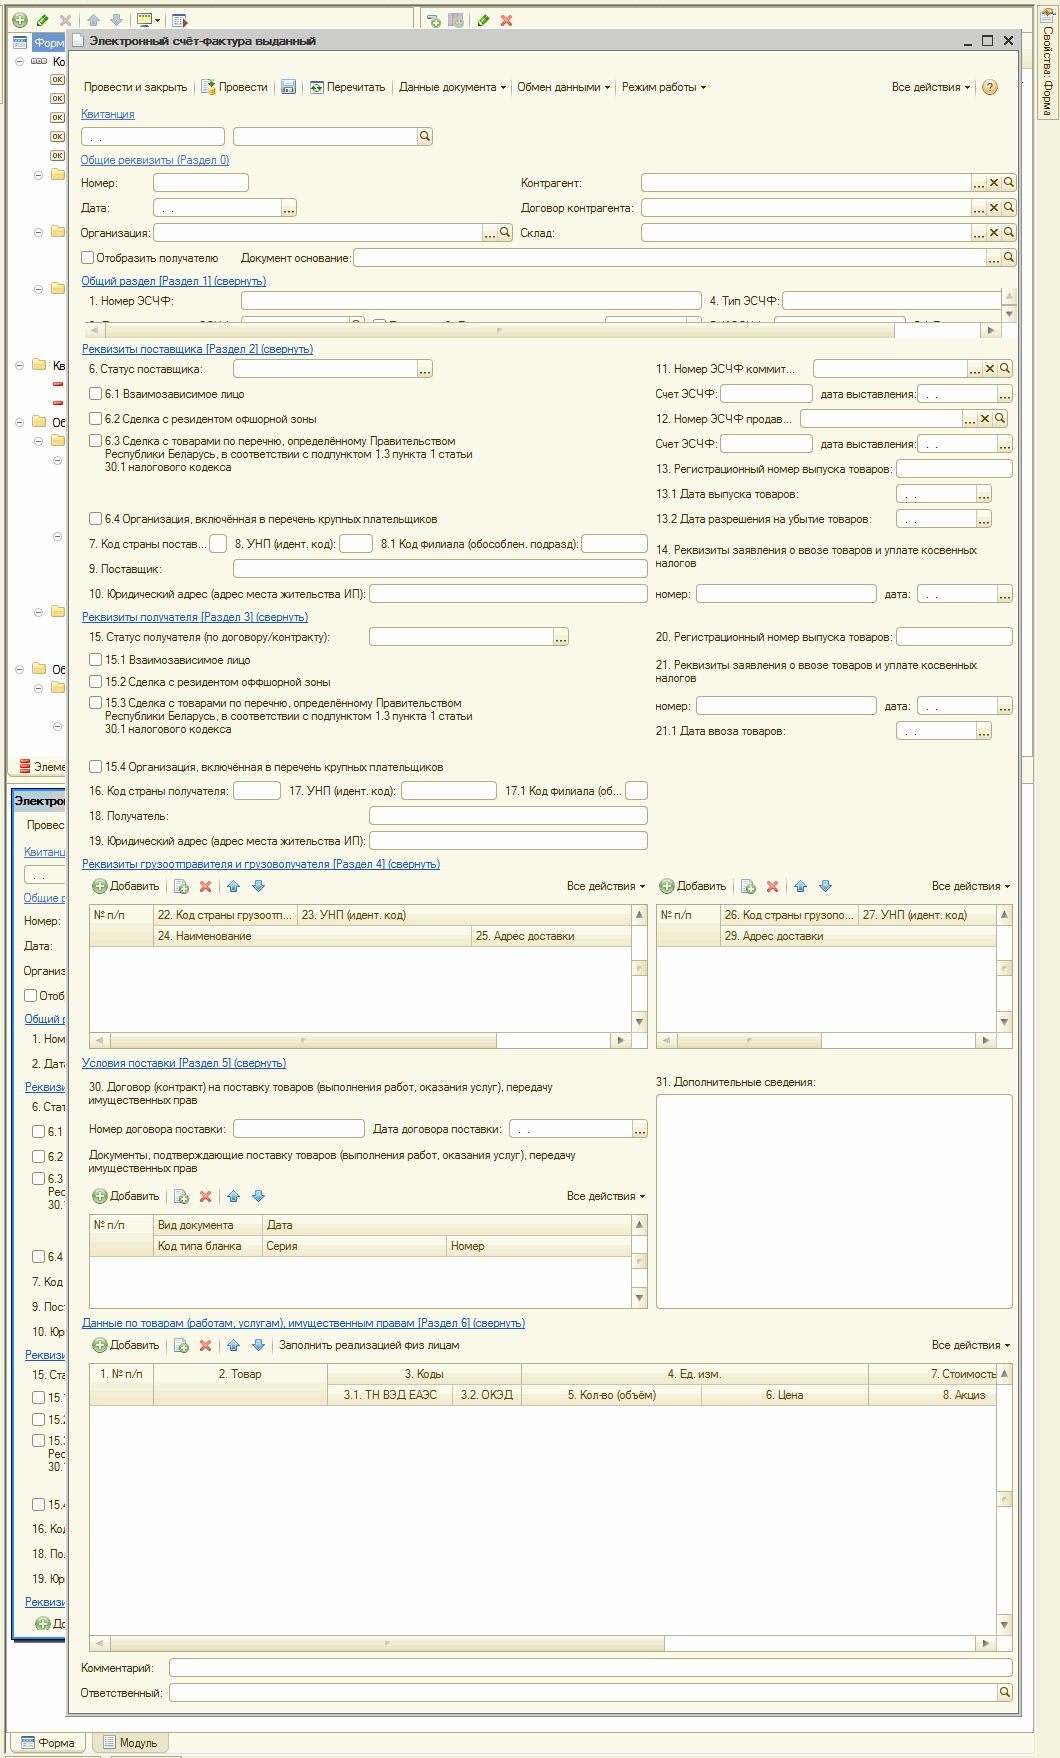 Форм
Электронный счёт-фактура выданный
Свойства: Форма
Ко
OK
OK
OK
OK
OK
Провести и закрыть Провести Перечитать Данные документа Обмен данными Режим работы Все действия
Квитанция
. .
Общие реквизиты (Раздел 0)
Номер: Контрагент:
Дата: . . Договор контрагента:
Организация: Склад:
Отобразить получателю Документ основание:
Общий раздел [Раздел 1] (свернуть)
1. Номер ЭСЧФ: 4. Тип ЭСЧФ:
Реквизиты поставщика [Раздел 2] (свернуть)
6. Статус поставщика: 11. Номер ЭСЧФ коммит...
6.1 Взаимозависимое лицо Счет ЭСЧФ: дата выставления: . .
6.2 Сделка с резидентом офшорной зоны 12. Номер ЭСЧФ продав...
6.3 Сделка с товарами по перечню, определённому Правительством
Республики Беларусь, в соответствии с подпунктом 1.3 пункта 1 статьи
30.1 налогового кодекса
Счет ЭСЧФ: дата выставления: . .
13. Регистрационный номер выпуска товаров:
13.1 Дата выпуска товаров: . .
6.4 Организация, включённая в перечень крупных плательщиков 13.2 Дата разрешения на убытие товаров: . .
7. Код страны постав... 8. УНП (идент. код): 8.1 Код филиала (обособлен. подразд):
14. Реквизиты заявления о ввозе товаров и уплате косвенных
налогов
9. Поставщик:
10. Юридический адрес (адрес места жительства ИП): номер: дата: . .
Реквизиты получателя [Раздел 3] (свернуть)
15. Статус получателя (по договору/контракту): 20. Регистрационный номер выпуска товаров:
15.1 Взаимозависимое лицо
21. Реквизиты заявления о ввозе товаров и уплате косвенных
налогов
15.2 Сделка с резидентом оффшорной зоны
15.3 Сделка с товарами по перечню, определённому Правительством
Республики Беларусь, в соответствии с подпунктом 1.3 пункта 1 статьи
30.1 налогового кодекса
номер: дата: . .
21.1 Дата ввоза товаров: . .
15.4 Организация, включённая в перечень крупных плательщиков
16. Код страны получателя: 17. УНП (идент. код): 17.1 Код филиала (об...
18. Получатель:
19. Юридический адрес (адрес места жительства ИП):
Реквизиты грузоотправителя и грузополучателя [Раздел 4] (свернуть)
Добавить Все действия Добавить Все действия
№ п/п 22. Код страны грузоотп... 23. УНП (идент. код) № п/п 26. Код страны грузопо... 27. УНП (идент. код)
24. Наименование 25. Адрес доставки 29. Адрес доставки
Условия поставки [Раздел 5] (свернуть)
30. Договор (контракт) на поставку товаров (выполнения работ, оказания услуг), передачу
имущественных прав
31. Дополнительные сведения:
Номер договора поставки: Дата договора поставки: . .
Документы, подтверждающие поставку товаров (выполнения работ, оказания услуг), передачу
имущественных прав
Добавить Все действия
№ п/п Вид документа Дата
Код типа бланка Серия Номер
Данные по товарам (работам, услугам), имущественным правам [Раздел 6] (свернуть)
Добавить Заполнить реализацией физ лицам Все действия
1. № п/п 2. Товар 3. Коды 4. Ед. изм. 7. Стоимость
3.1. ТН ВЭД ЕАЭС 3.2. ОКЭД 5. Кол-во (объём) 6. Цена 8. Акциз
Комментарий:
Ответственный:
Кв
Об
Об
Элеме
Электрон
Провес
Квитанц
. .
Общие р
Номер:
Дата:
Организ
Отоб
Общий р
1. Ном
2. Дат
Реквизи
6. Стат
6.1
6.2
6.3
Рес
30.
6.4
7. Код
9. Пос
10. Юр
Реквизи
15. Ста
15.
15.2
15.3
Рес
30.
15.4
16. Код
18. По
19. Юр
Реквизи
До
Форма Модуль